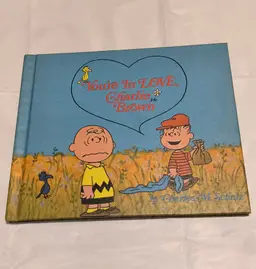 You're In LOVE,
Charlie
Brown
by Charles M. Schulz